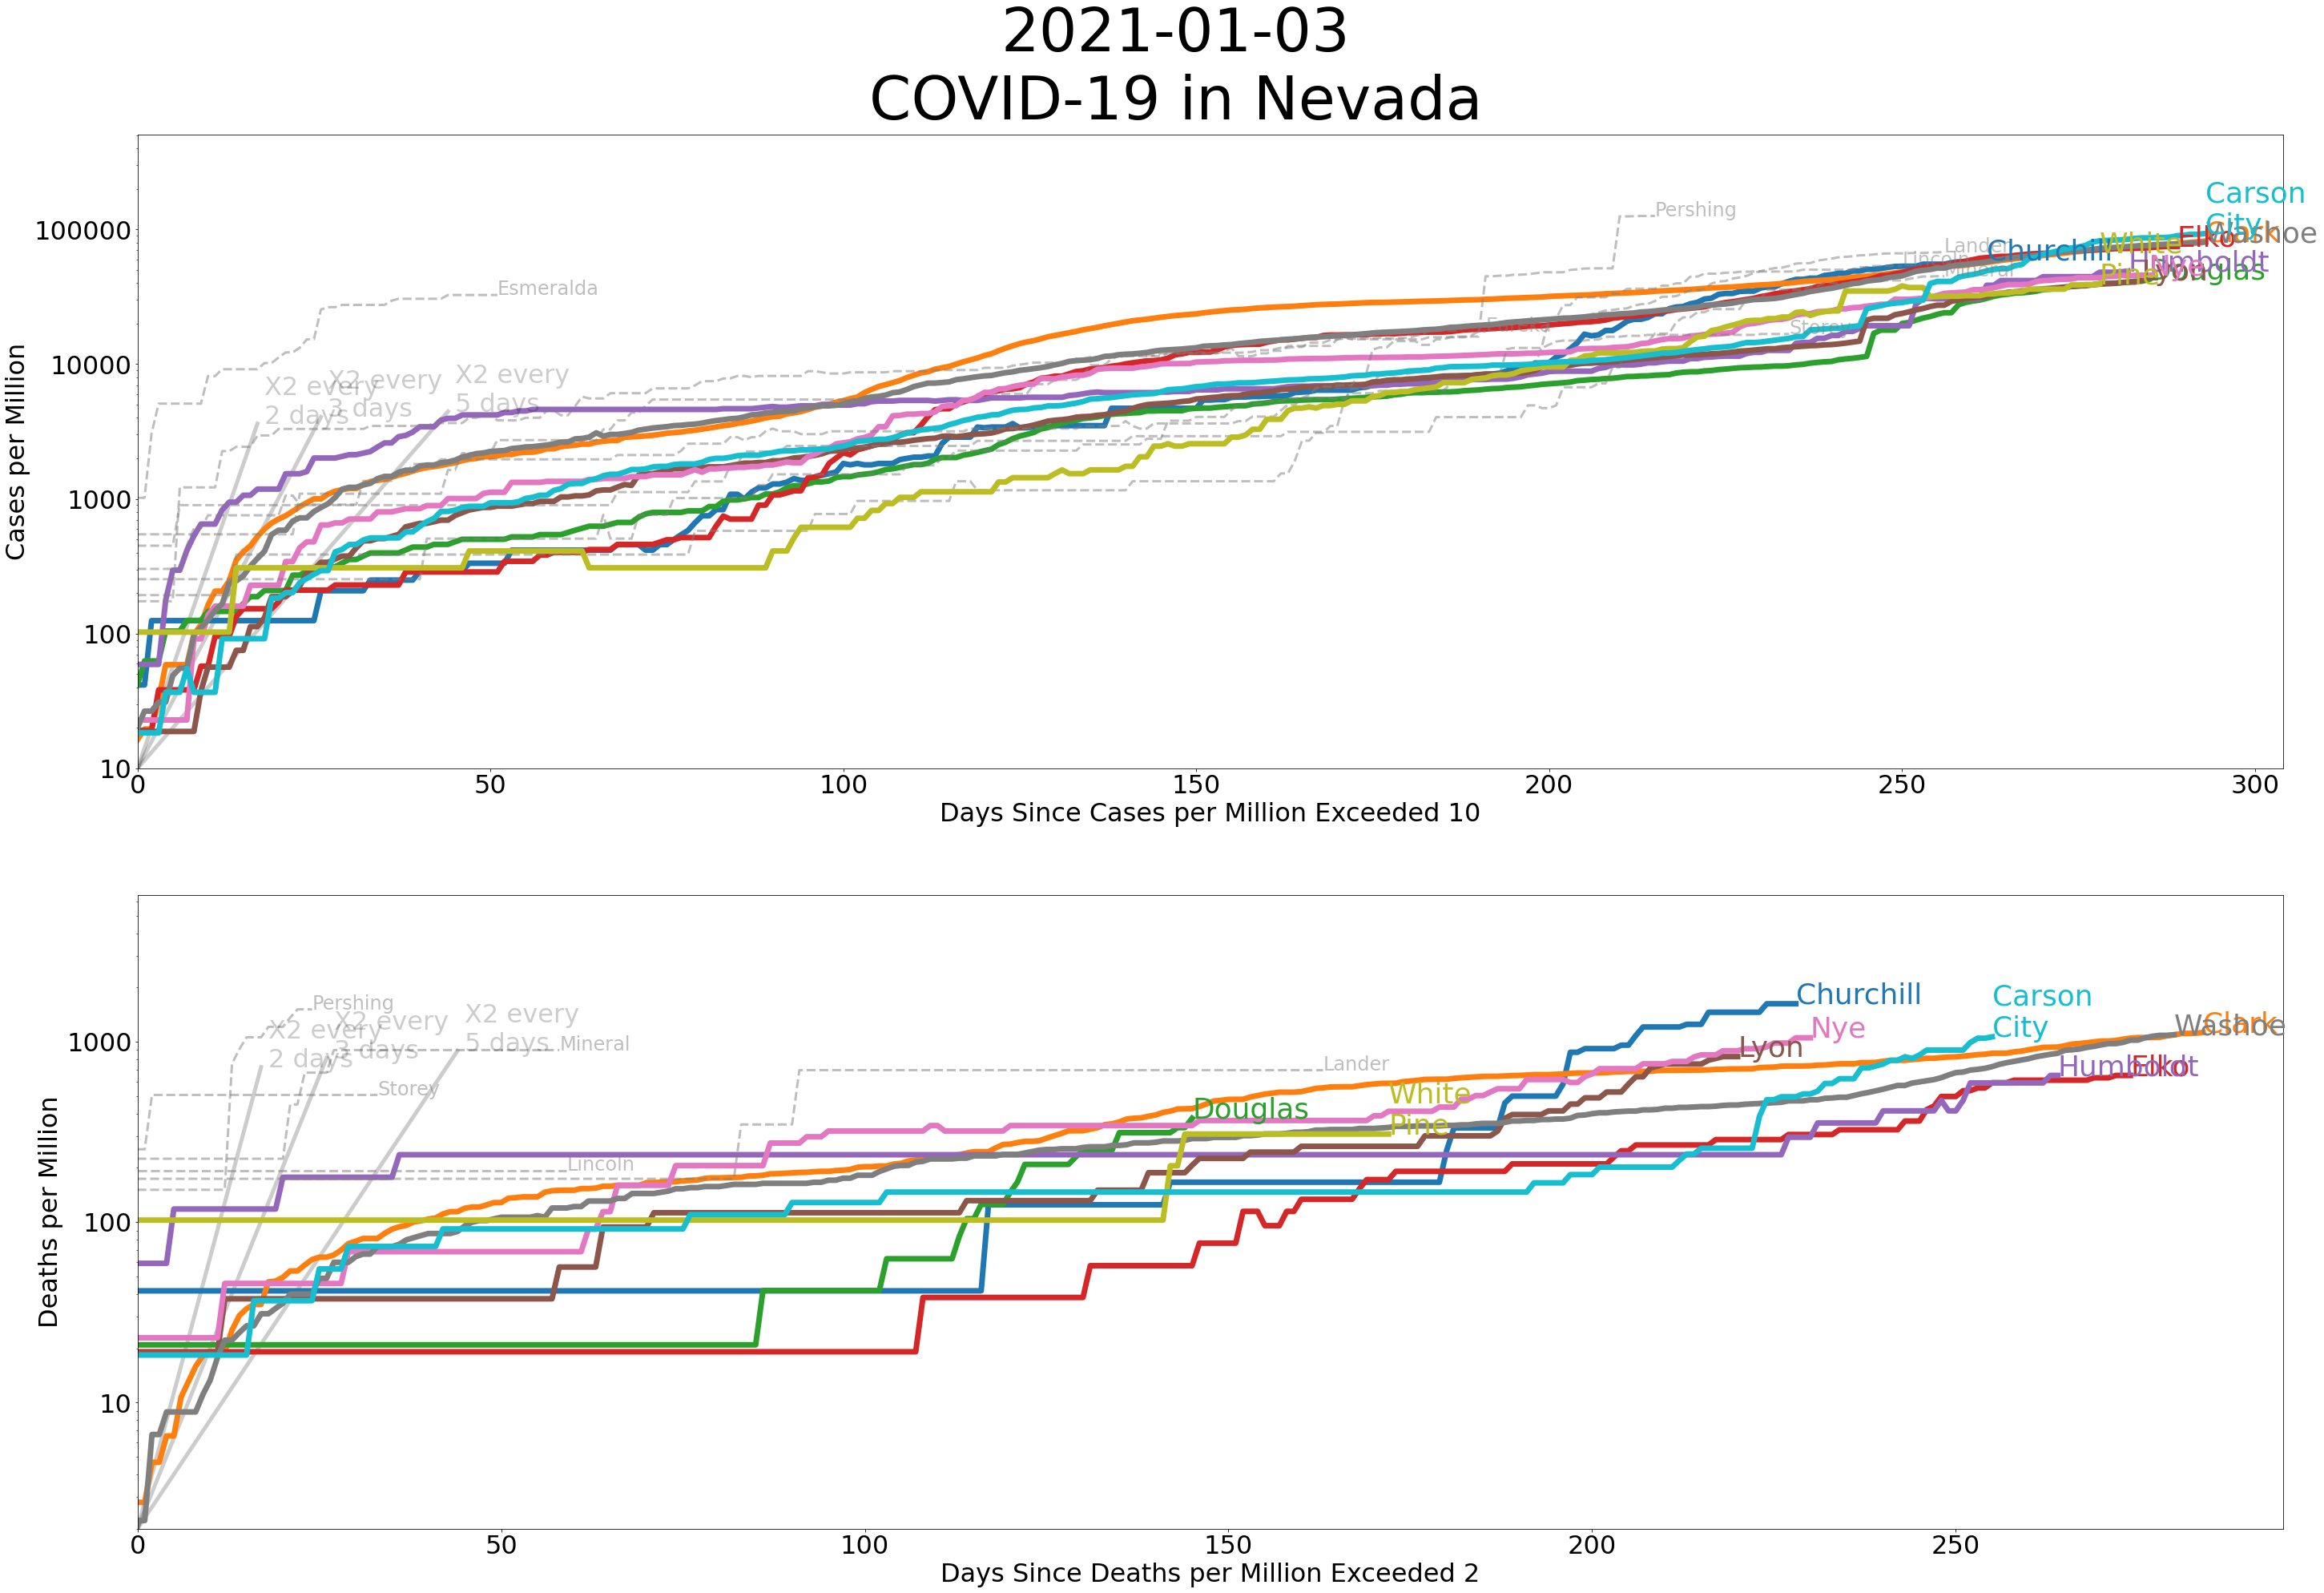 2021-01-03
COVID-19 in Nevada
Cases per Million
100000
10000
1000
100
10
Esmeralda
X2 every
2 days
X2 every
3 days
X2 every
5 days
Pershing
Eureka
Storey
Lander
Lincoln
Mineral
Churchill
White
Pine
Elko
Carson
City
Clark
Washoe
Humboldt
Nye
Lyon
Douglas
0
50
100
150
200
250
300
Days Since Cases per Million Exceeded 10
Deaths per Million
1000
100
10
Pershing
X2 every
2 days
X2 every
3 days
X2 every
5 days
Mineral
Storey
Lincoln
Lander
Douglas
White
Pine
Lyon
Nye
Churchill
Carson
City
Humboldt
Elko
Washoe
Clark
0
50
100
150
200
250
Days Since Deaths per Million Exceeded 2